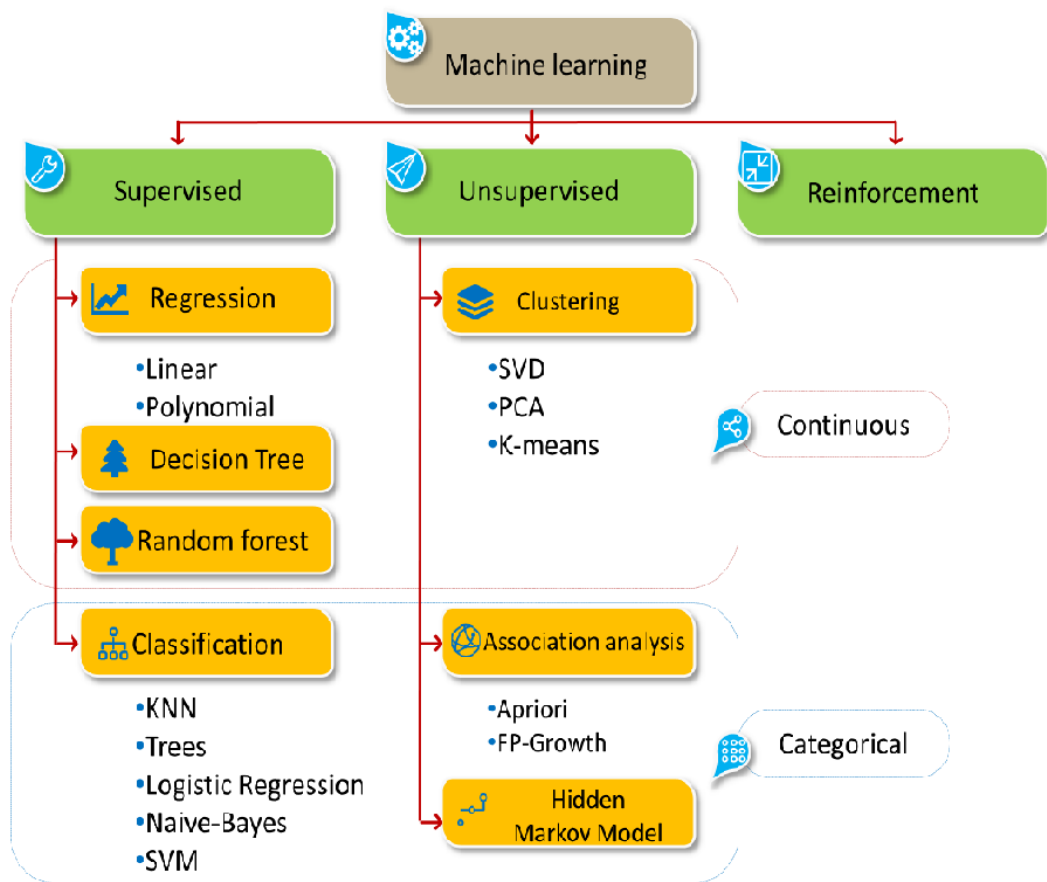 Machine learning
Supervised
Unsupervised
Reinforcement
Regression
•Linear
•Polynomial
Decision Tree
Random forest
Clustering
•SVD
•PCA
•K-means
Continuous
Classification
•KNN
•Trees
•Logistic Regression
•Naive-Bayes
•SVM
Association analysis
•Apriori
•FP-Growth
Hidden
Markov Model
Categorical